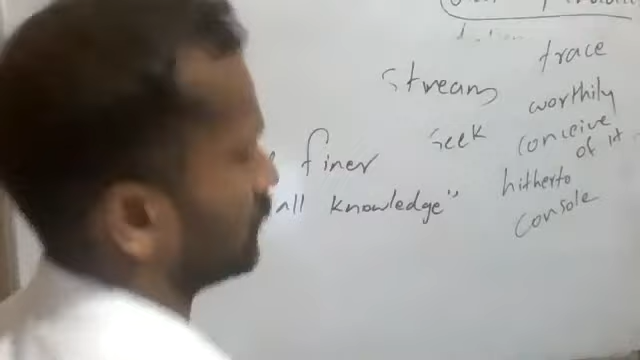 trace
stream
worthily
seek
conceive
of it
finer
hitherto
all knowledge"
console